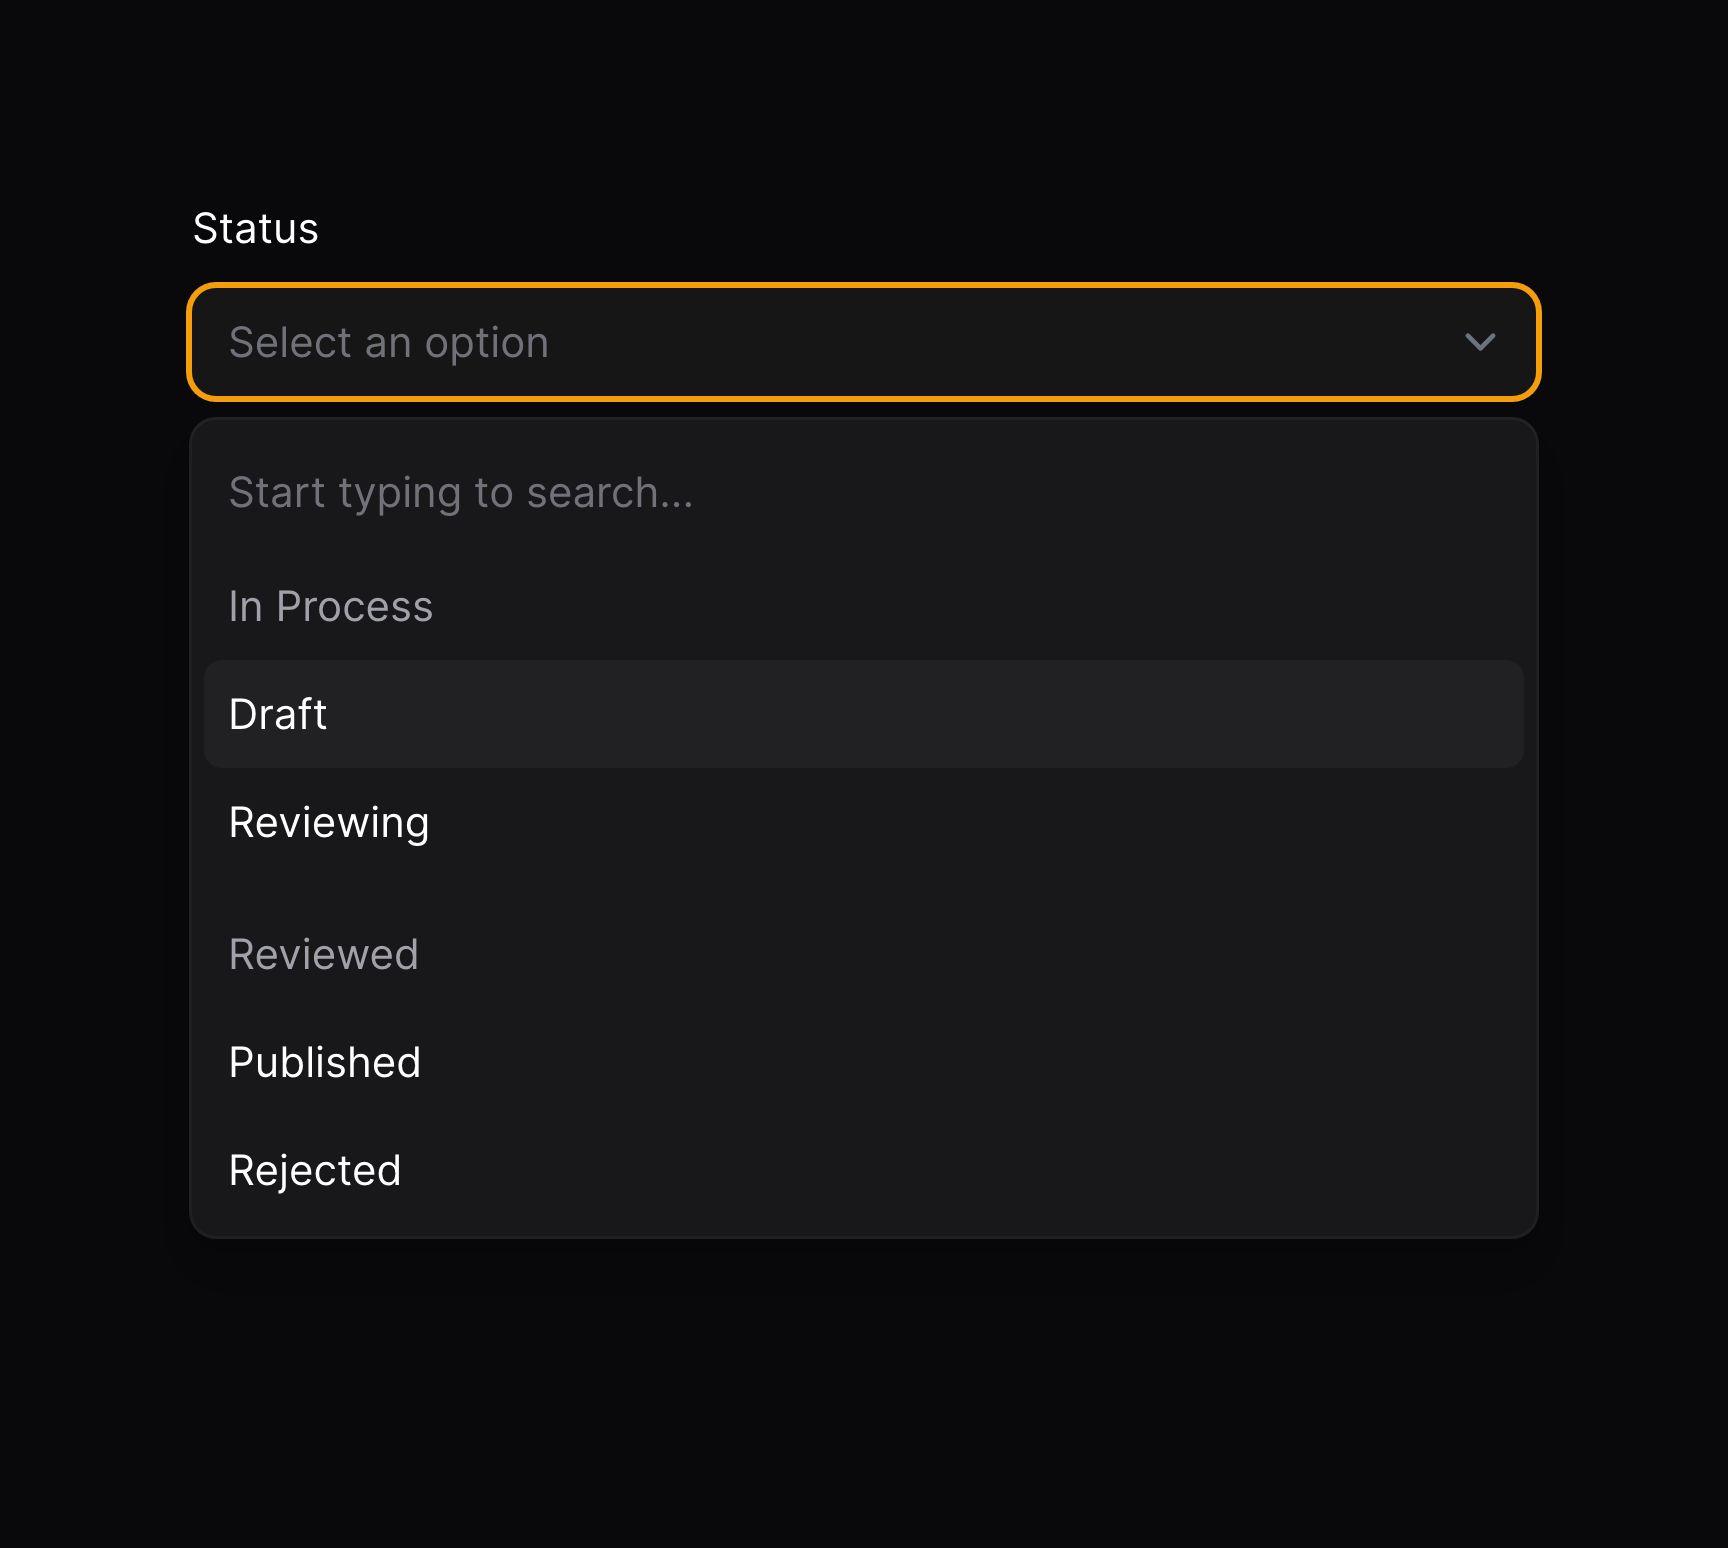 Status
Select an option
Start typing to search...
In Process
Draft
Reviewing
Reviewed
Published
Rejected